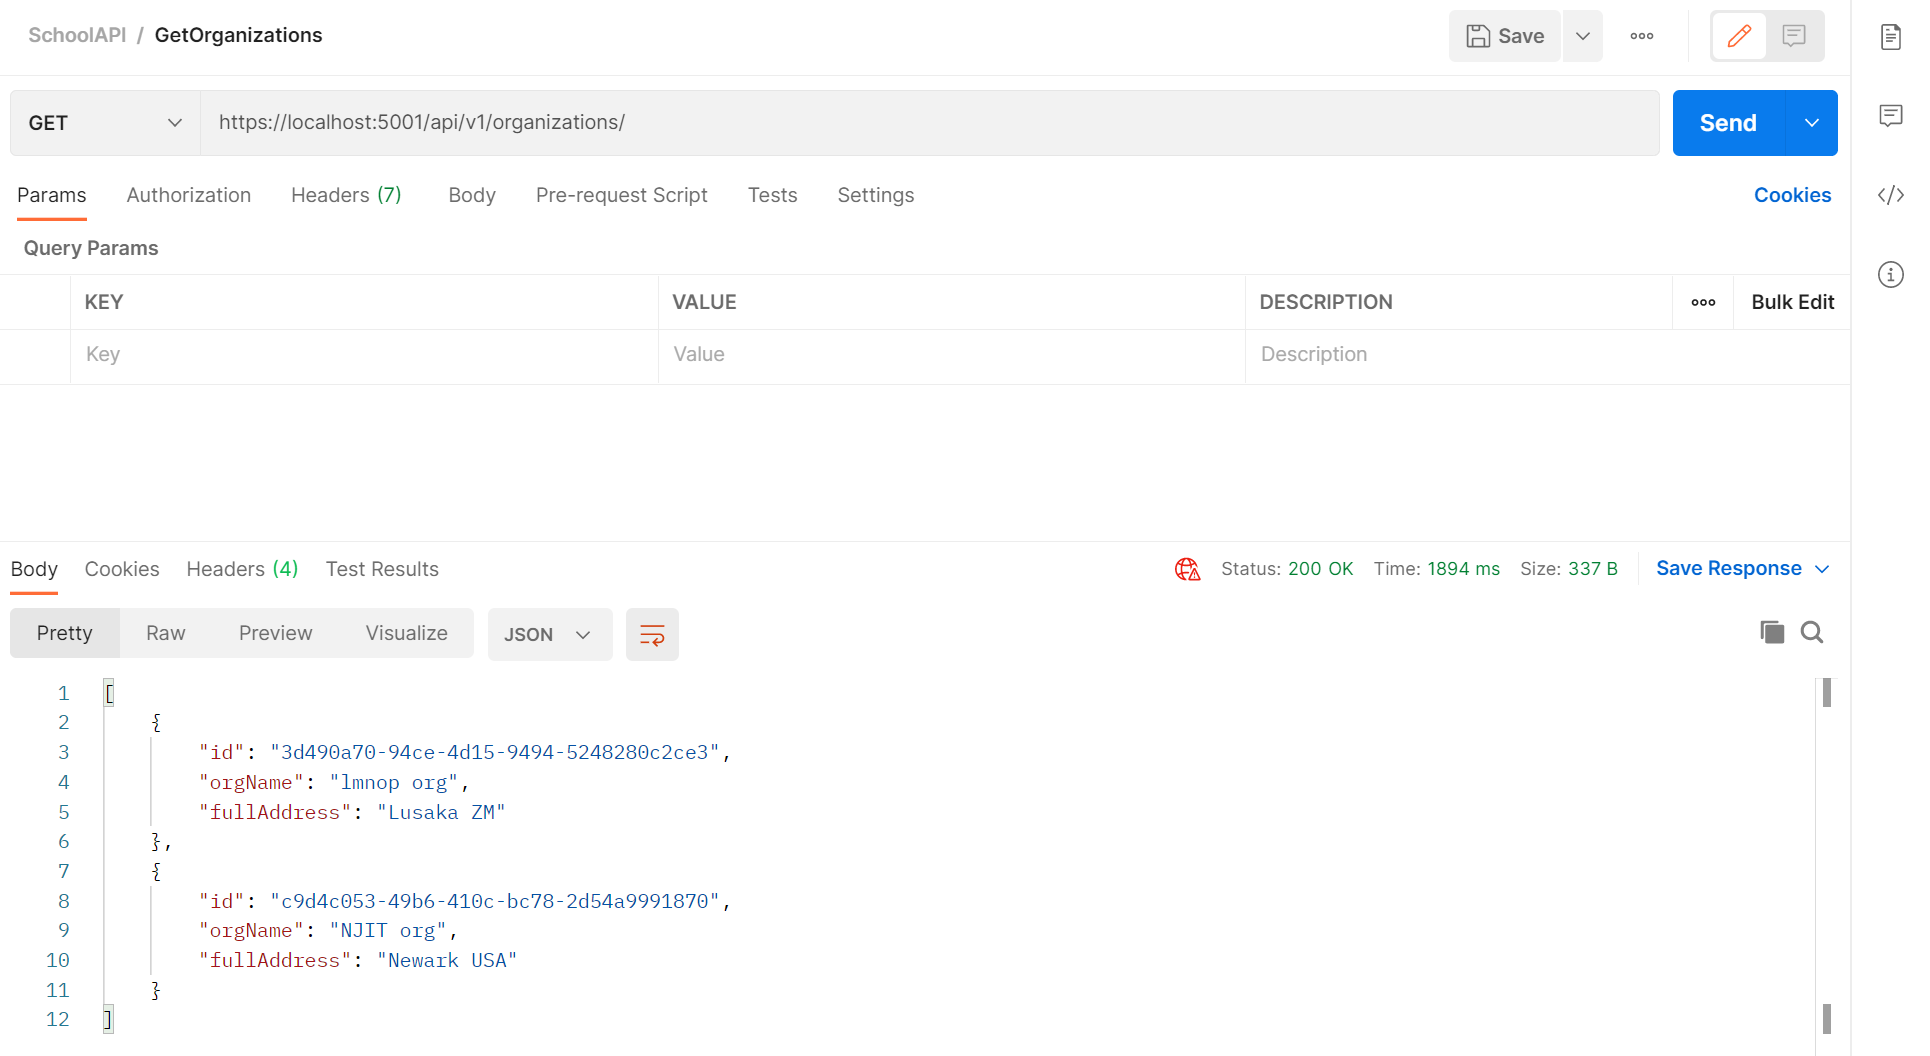 SchoolAPI / GetOrganizations
Save
GET
https://localhost:5001/api/v1/organizations/
Send
Params Authorization Headers (7) Body Pre-request Script Tests Settings Cookies
Query Params
KEY VALUE DESCRIPTION Bulk Edit
Key Value Description
Body Cookies Headers (4) Test Results Status: 200 OK Time: 1894 ms Size: 337 B Save Response
Pretty Raw Preview Visualize JSON
1 [
2 {
3 "id": "3d490a70-94ce-4d15-9494-5248280c2ce3",
4 "orgName": "lmnop org",
5 "fullAddress": "Lusaka ZM"
6 },
7 {
8 "id": "c9d4c053-49b6-410c-bc78-2d54a9991870",
9 "orgName": "NJIT org",
10 "fullAddress": "Newark USA"
11 }
12 ]